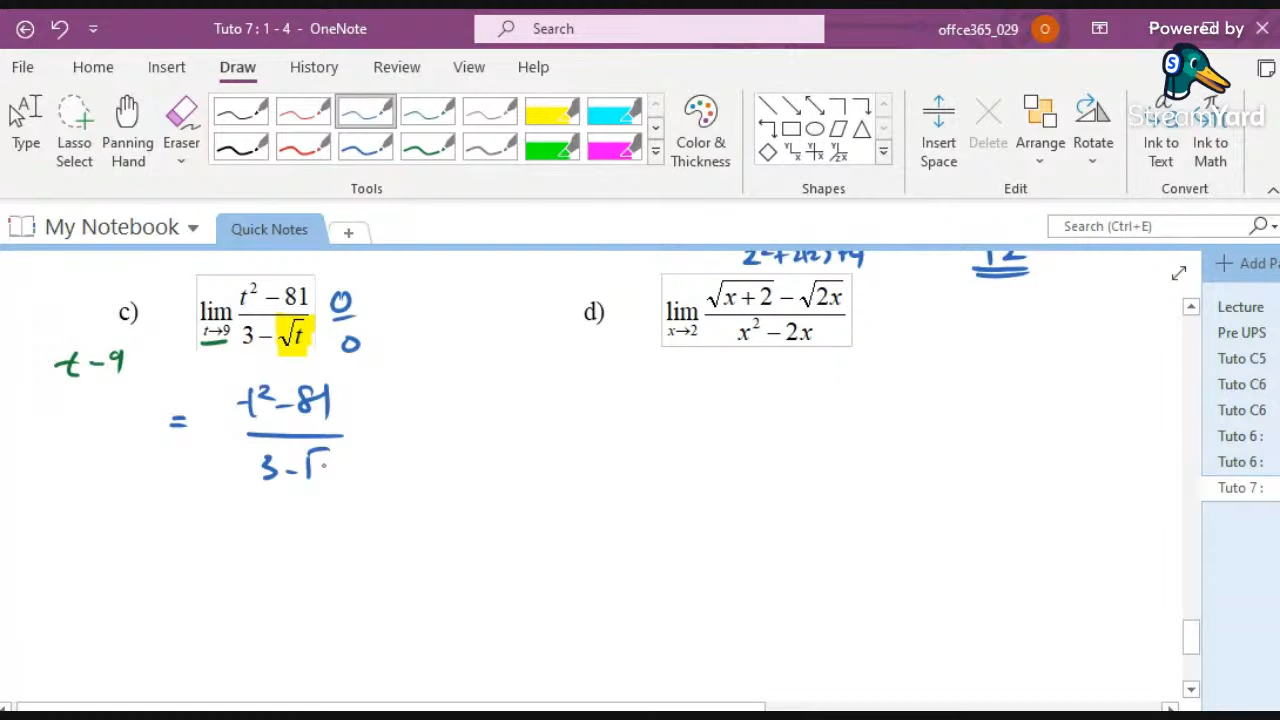 Tuto 7 : 1 - 4 - OneNote
Search
offce365_029
Powered by
StreamYard
File Home Insert Draw History Review View Help
Type
Lasso Select
Panning Hand
Eraser
Color & Thickness
Insert Space
Delete
Arrange
Rotate
Ink to Text
Ink to Math
Tools
Shapes
Edit
Convert
My Notebook
Quick Notes
Search (Ctrl+E)
Add Pa
Lecture
Pre UPS
Tuto C5
Tuto C6
Tuto C6
Tuto 6 :
Tuto 6 :
Tuto 7 :
12
c) lim t→9 (t² − 81)/(3 − √t) 0/0
t − 9
= (t² − 81)/(3 − √
d) lim x→2 (√(x + 2) − √(2x))/(x² − 2x)